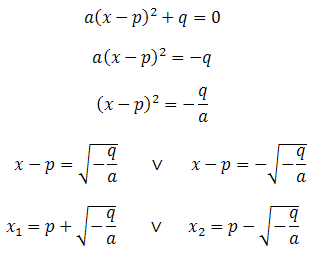 a(x − p)² + q = 0
a(x − p)² = −q
(x − p)² = −q/a
x − p = √(−q/a) ∨ x − p = −√(−q/a)
x₁ = p + √(−q/a) ∨ x₂ = p − √(−q/a)